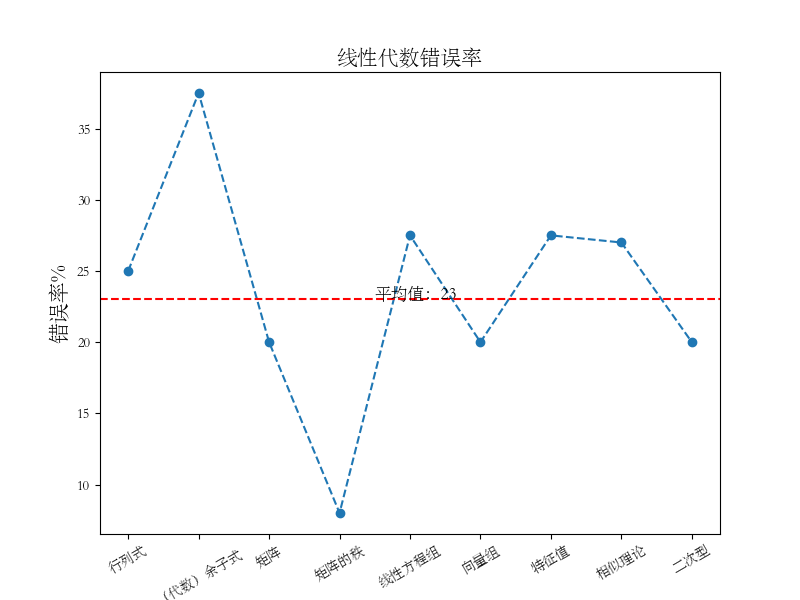 线性代数错误率
错误率%
35
30
25
20
15
10
平均值：23
行列式
(代数）余子式
矩阵
矩阵的秩
线性方程组
向量组
特征值
相似理论
二次型